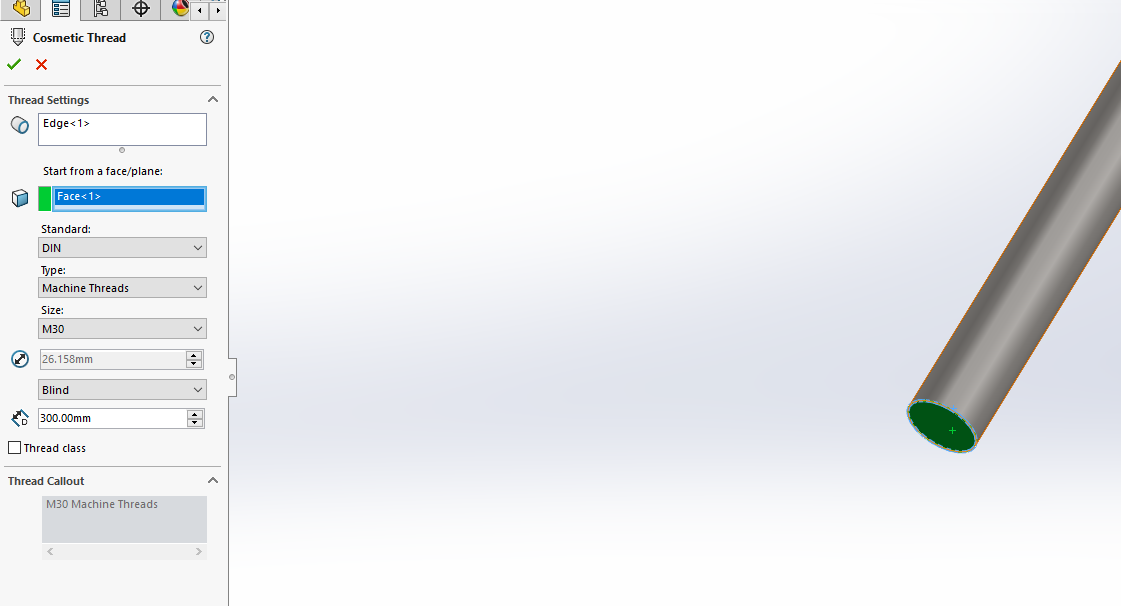 Cosmetic Thread
Thread Settings
Edge<1>
Start from a face/plane:
Face<1>
Standard:
DIN
Type:
Machine Threads
Size:
M30
26.158mm
Blind
D
300.00mm
Thread class
Thread Callout
M30 Machine Threads